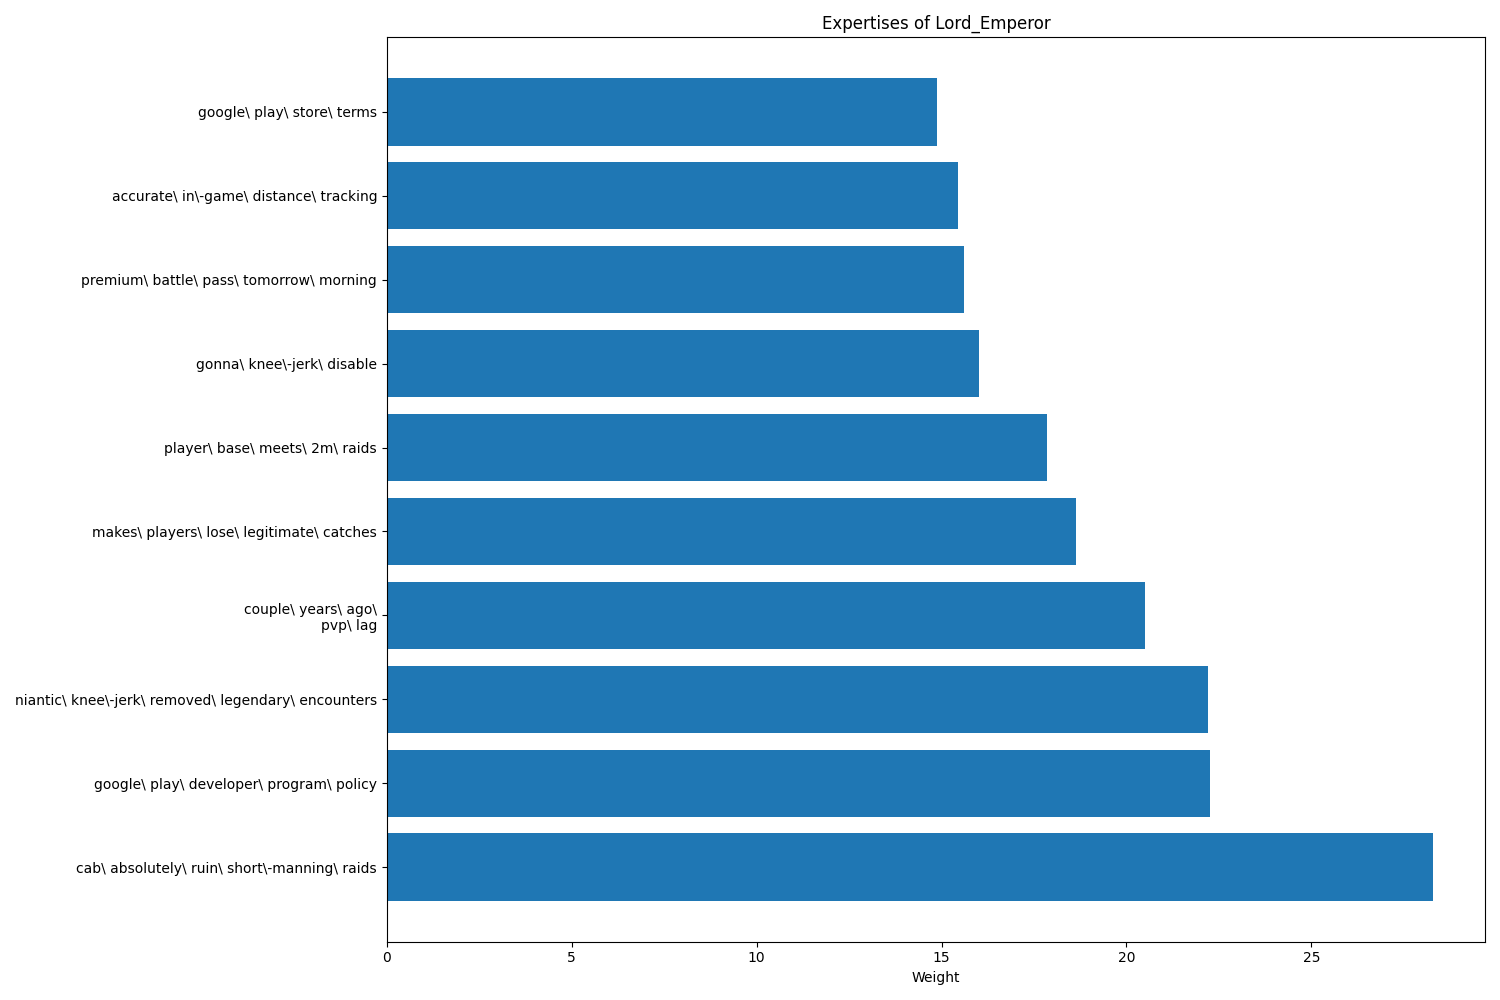 Expertises of Lord_Emperor
google\ play\ store\ terms
accurate\ in\-game\ distance\ tracking
premium\ battle\ pass\ tomorrow\ morning
gonna\ knee\-jerk\ disable
player\ base\ meets\ 2m\ raids
makes\ players\ lose\ legitimate\ catches
couple\ years\ ago\
pvp\ lag
niantic\ knee\-jerk\ removed\ legendary\ encounters
google\ play\ developer\ program\ policy
cab\ absolutely\ ruin\ short\-manning\ raids
0 5 10 15 20 25
Weight